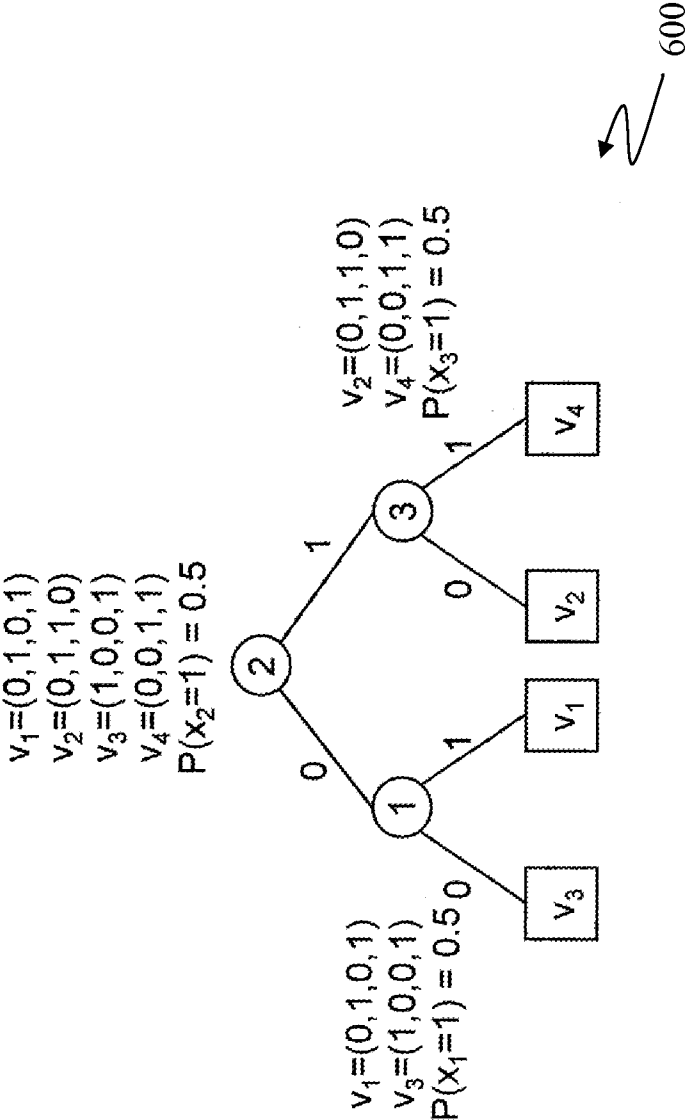 v₁=(0,1,0,1)
v₂=(0,1,1,0)
v₃=(1,0,0,1)
v₄=(0,0,1,1)
P(x₂=1) = 0.5
2
0
1
v₁=(0,1,0,1)
v₃=(1,0,0,1)
P(x₁=1) = 0.5
1
0
1
v₂=(0,1,1,0)
v₄=(0,0,1,1)
P(x₃=1) = 0.5
3
0
1
v₃
v₁
v₂
v₄
600